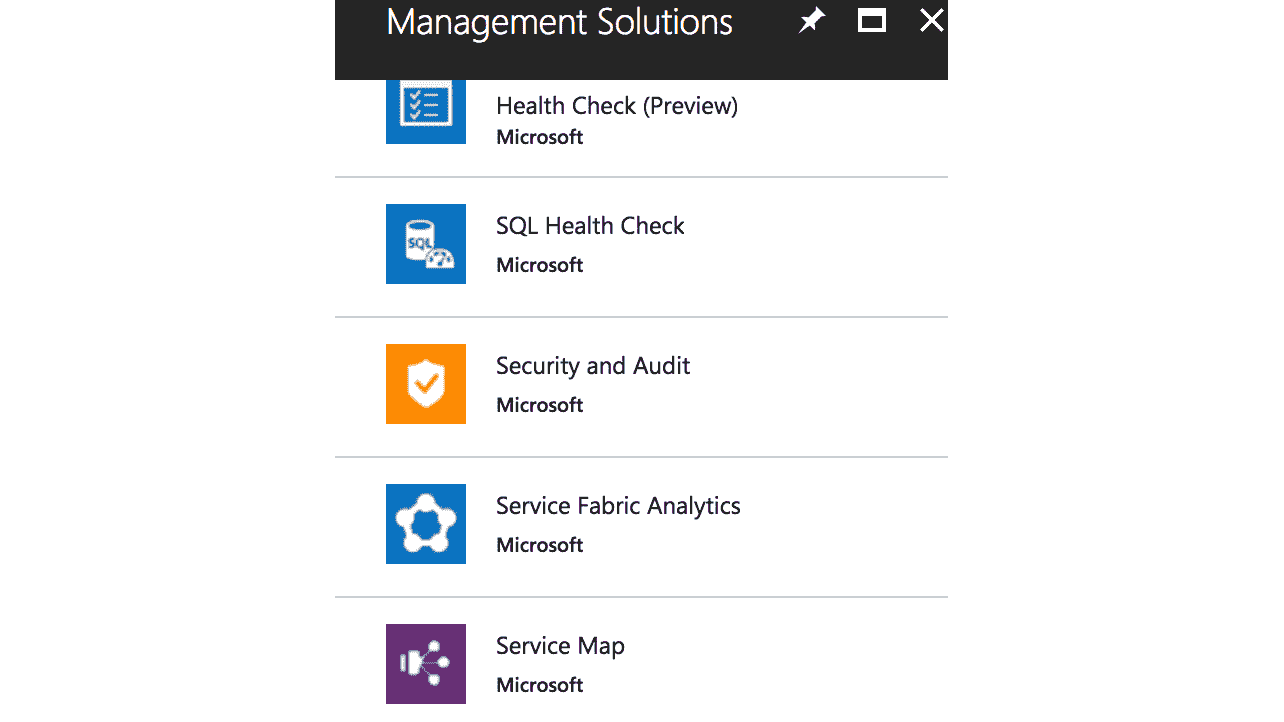 Management Solutions
Health Check (Preview)
Microsoft
SQL
SQL Health Check
Microsoft
Security and Audit
Microsoft
Service Fabric Analytics
Microsoft
Service Map
Microsoft